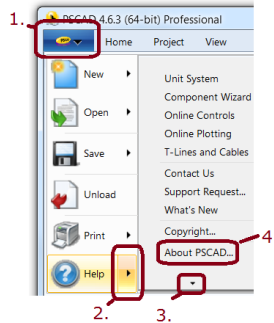 1.
PSCAD 4.6.3 (64-bit) Professional
Home Project View
New
Open
Save
Unload
Print
Help
Unit System
Component Wizard
Online Controls
Online Plotting
T-Lines and Cables
Contact Us
Support Request...
What's New
Copyright...
About PSCAD...
4
2.
3.